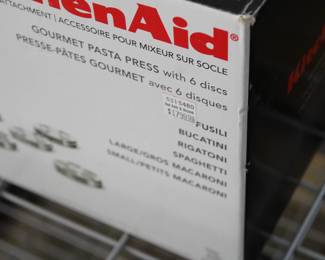 enAid®
ATTACHMENT | ACCESSOIRE POUR MIXEUR SUR SOCLE
GOURMET PASTA PRESS with 6 discs
PRESSE-PÂTES GOURMET avec 6 disques
FUSILI
BUCATINI
RIGATONI
SPAGHETTI
LARGE/GROS MACARONI
SMALL/PETITS MACARONI